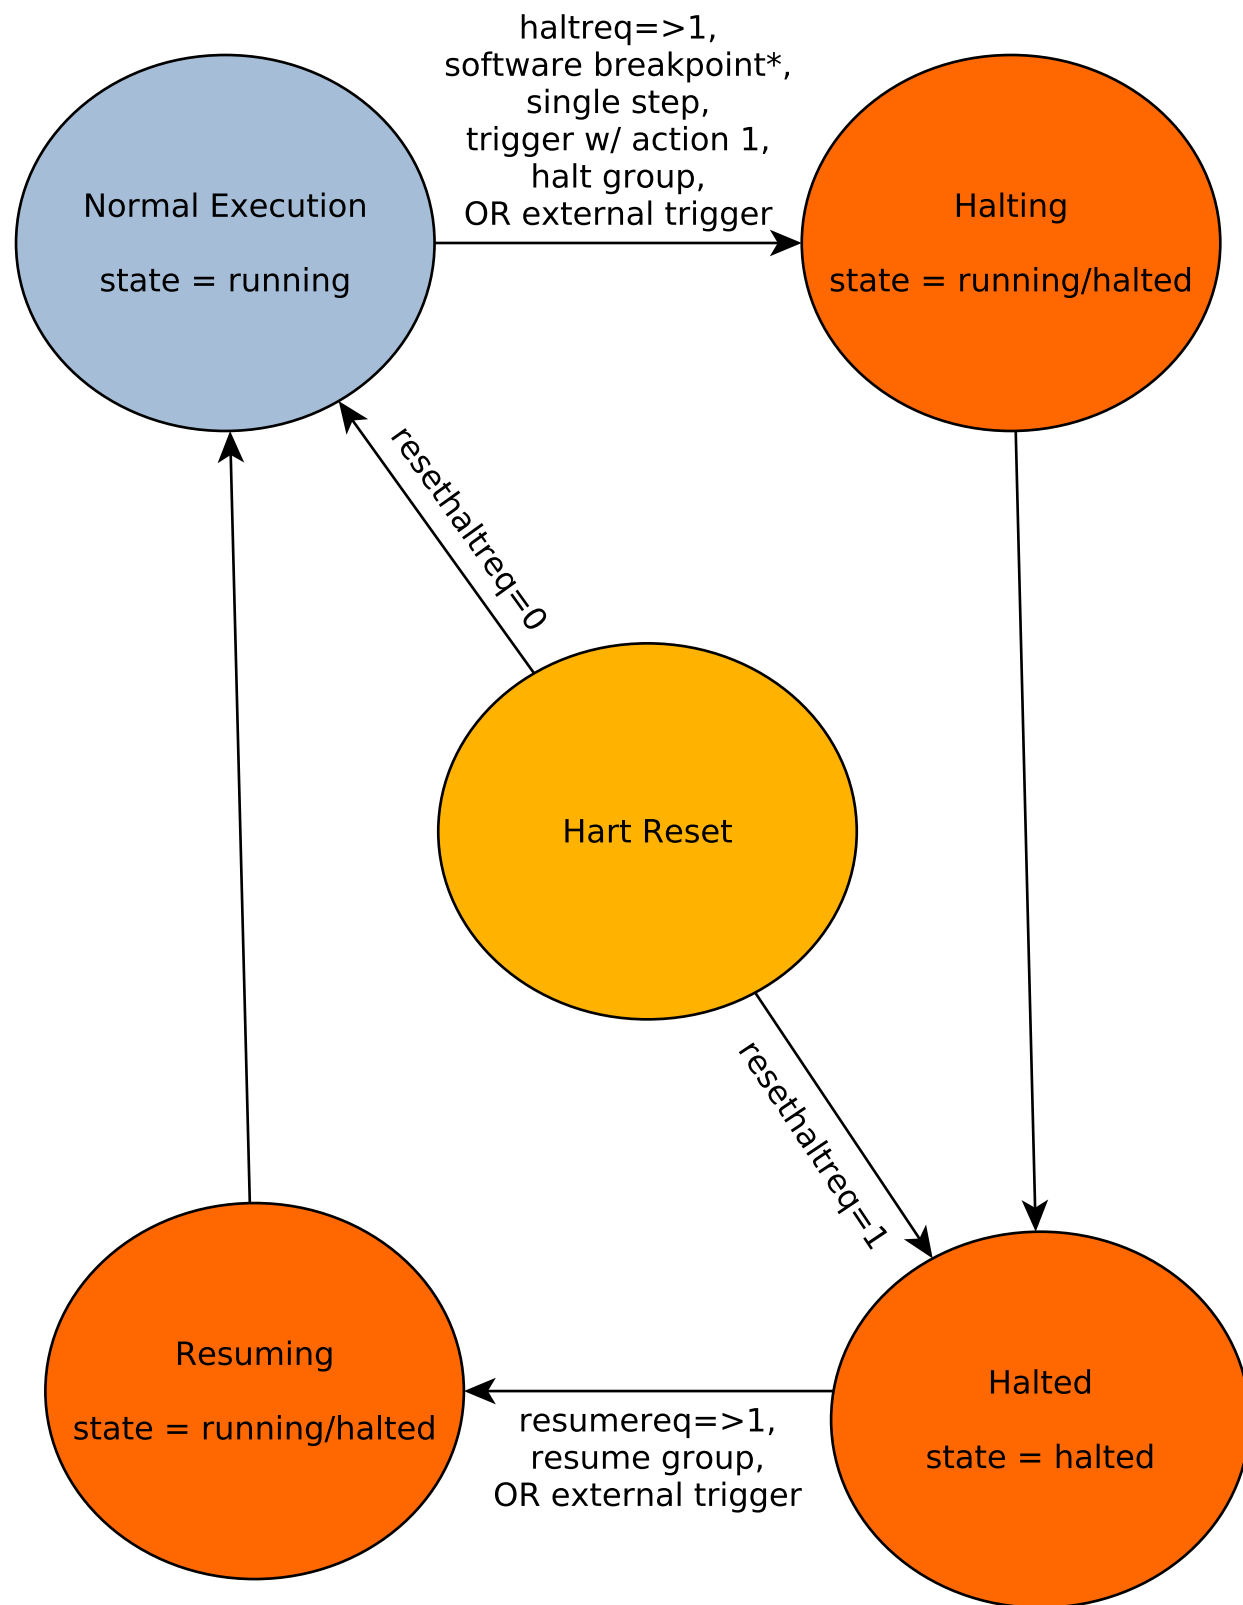 haltreq=>1,
software breakpoint*,
single step,
trigger w/ action 1,
halt group,
OR external trigger
Normal Execution
state = running
Halting
state = running/halted
resethaltreq=0
Hart Reset
resethaltreq=1
Resuming
state = running/halted
resumereq=>1,
resume group,
OR external trigger
Halted
state = halted